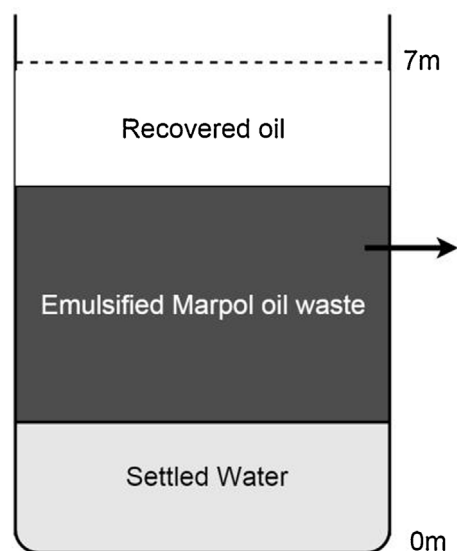 7m
Recovered oil
Emulsified Marpol oil waste
Settled Water
0m